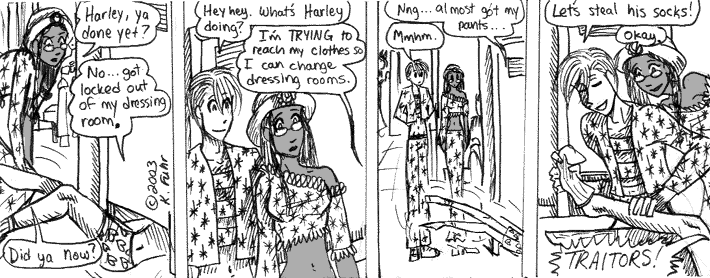 Harley, ya
done yet?
No...got
locked out
of my dressing
room.
Did ya now?
©2003
K Fuhr
Hey hey. What's Harley
doing?
I'm TRYING to
reach my clothes so
I can change
dressing rooms.
Nng... almost got my
pants...
Mmhm.
Let's steal his socks!
Okay.
TRAITORS!